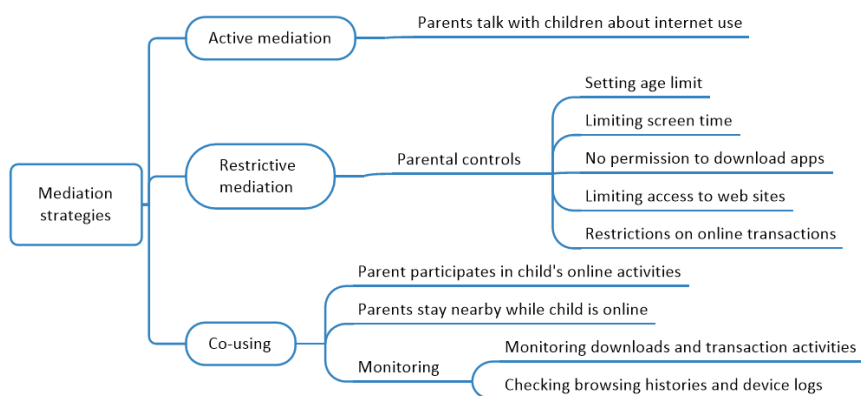 Mediation
strategies
Active mediation
Parents talk with children about internet use
Restrictive
mediation
Parental controls
Setting age limit
Limiting screen time
No permission to download apps
Limiting access to web sites
Restrictions on online transactions
Co-using
Parent participates in child's online activities
Parents stay nearby while child is online
Monitoring
Monitoring downloads and transaction activities
Checking browsing histories and device logs